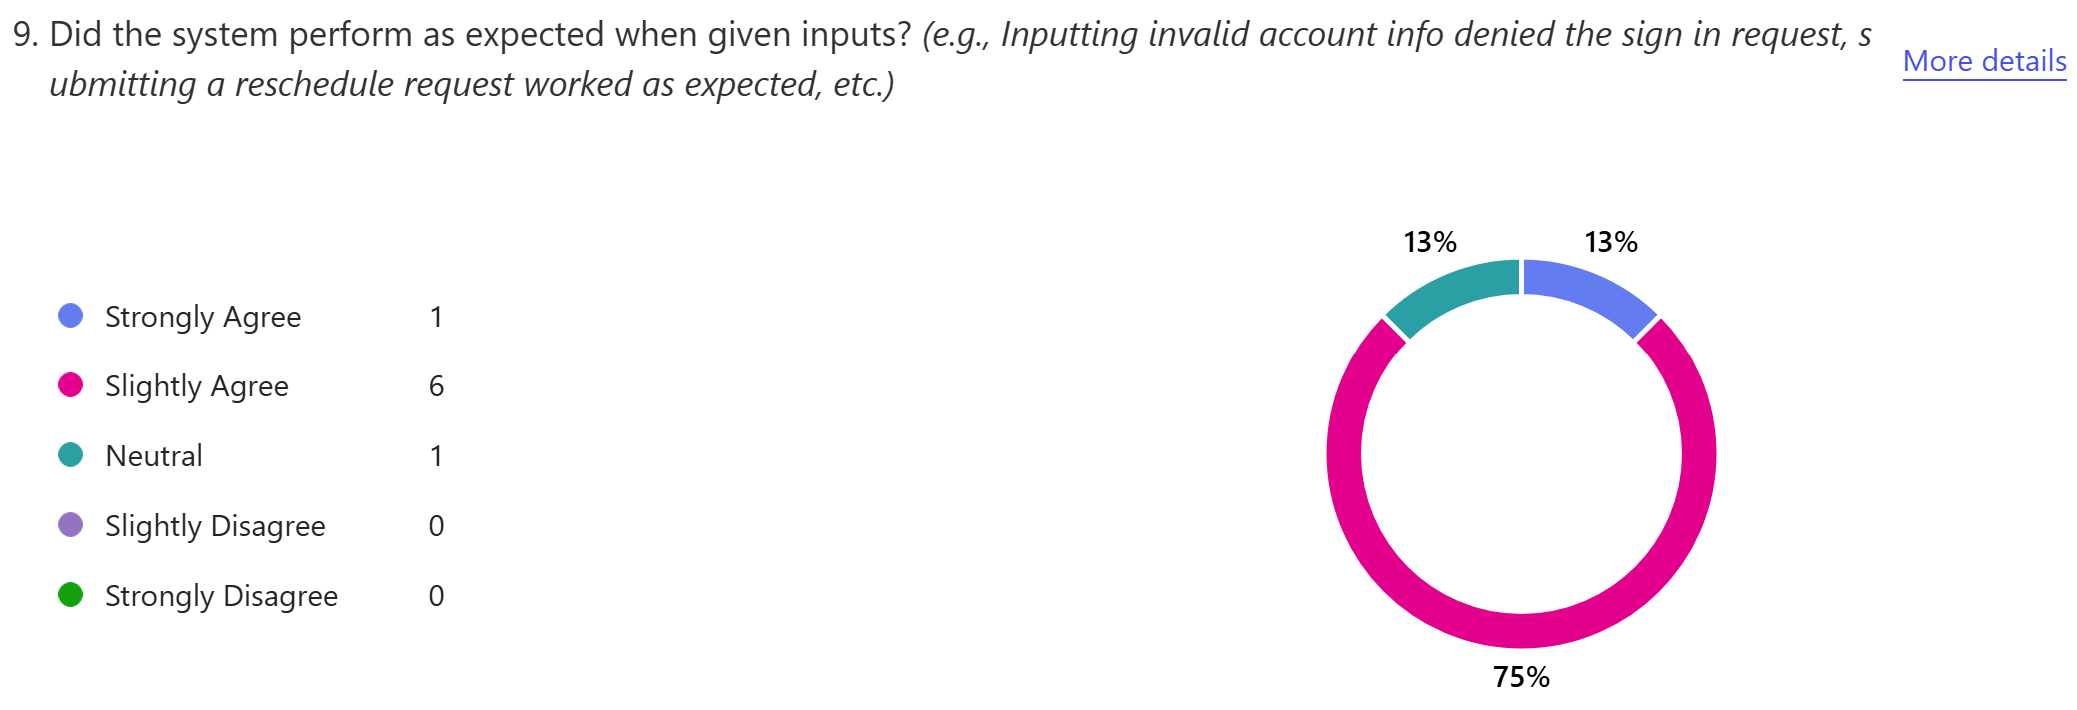 9. Did the system perform as expected when given inputs? (e.g., Inputting invalid account info denied the sign in request, s
ubmitting a reschedule request worked as expected, etc.)
More details
Strongly Agree 1
Slightly Agree 6
Neutral 1
Slightly Disagree 0
Strongly Disagree 0
13% 13%
75%